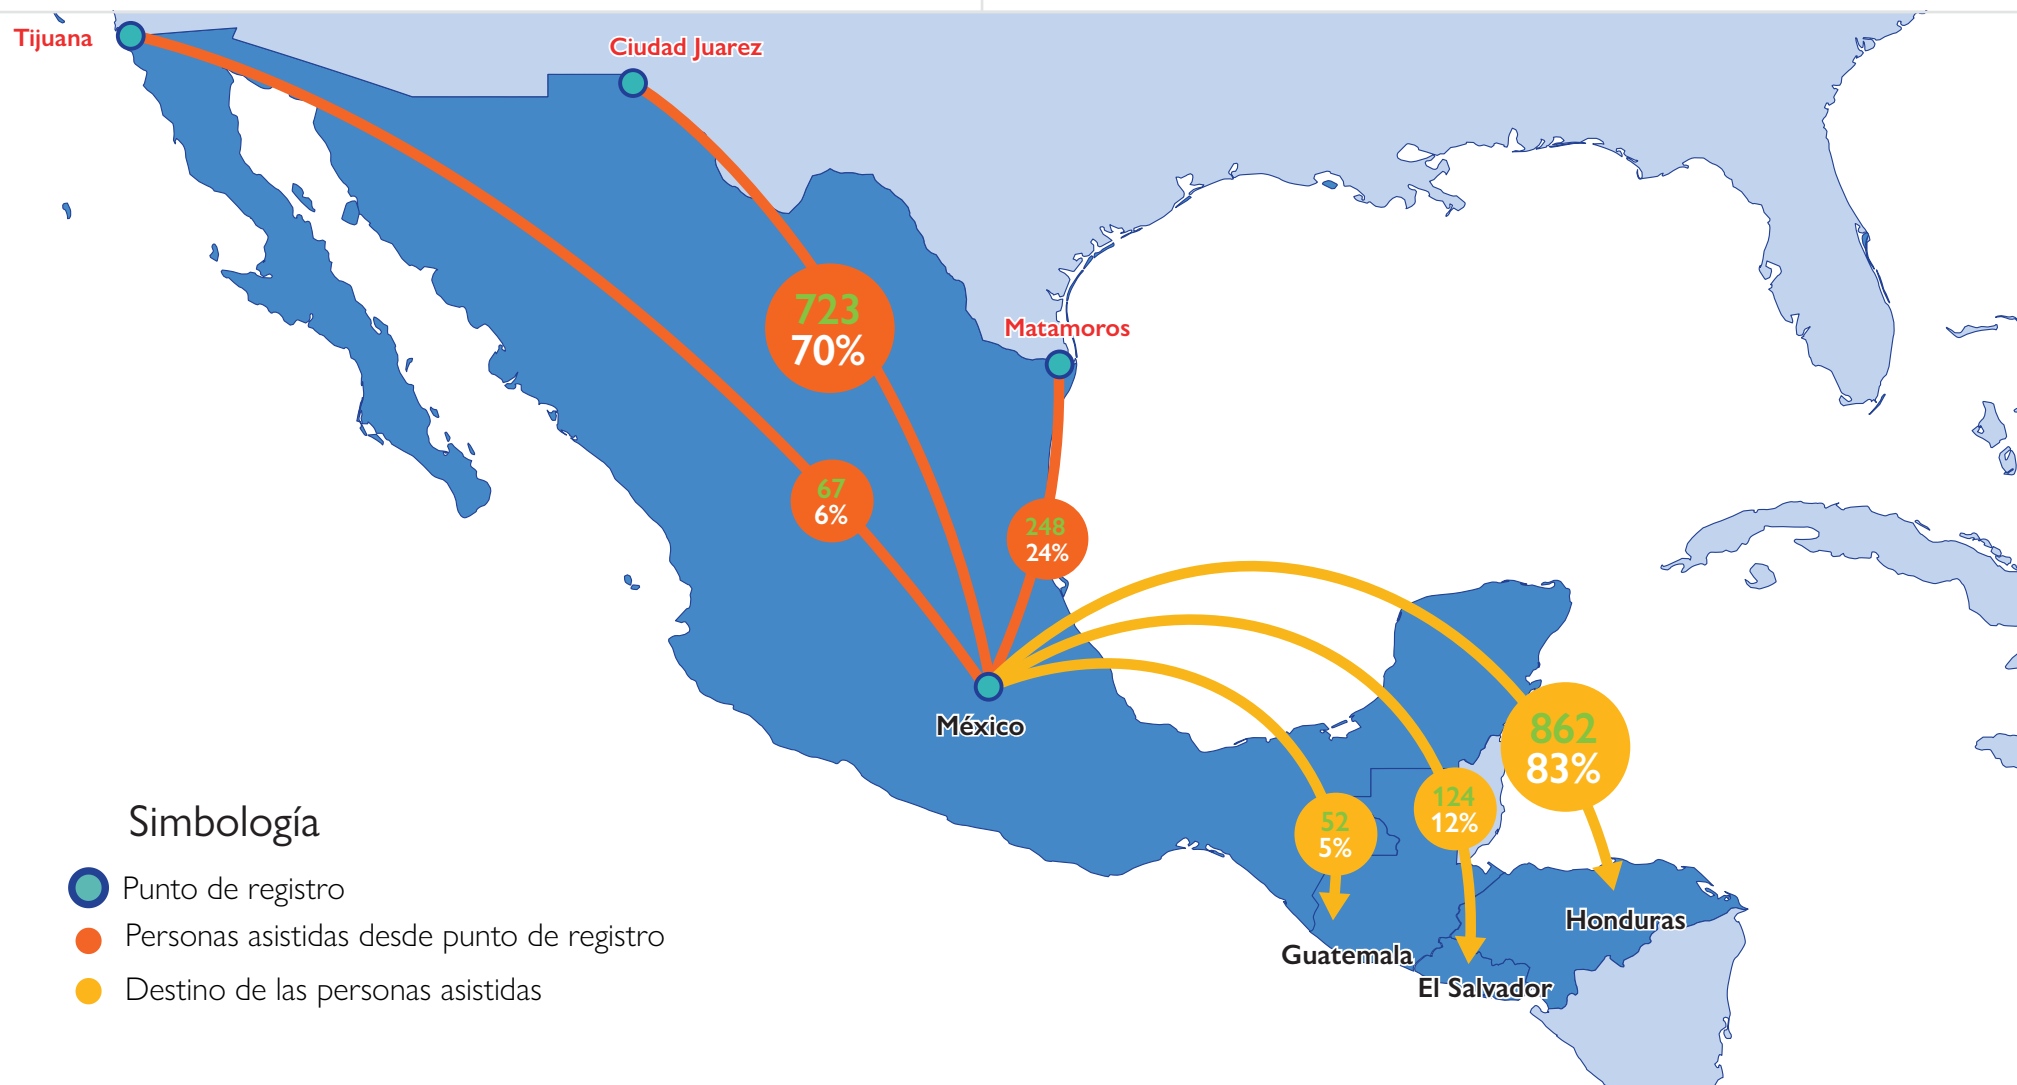 Tijuana
Ciudad Juarez
723
70%
Matamoros
67
6%
248
24%
México
862
83%
124
12%
52
5%
Honduras
Guatemala
El Salvador
Simbología
Punto de registro
Personas asistidas desde punto de registro
Destino de las personas asistidas